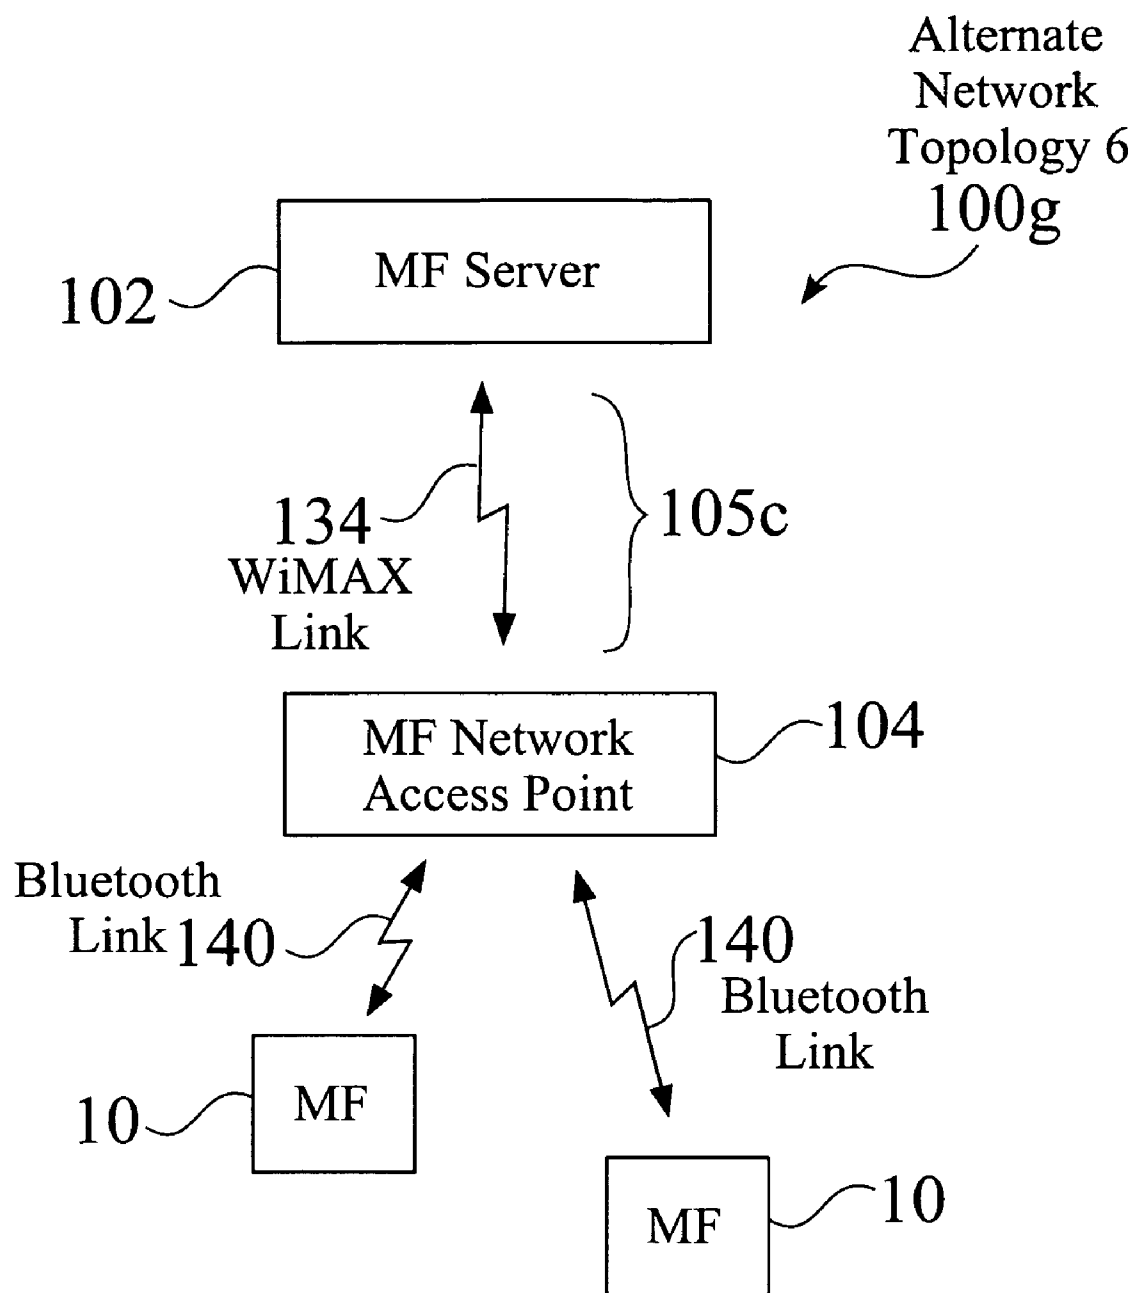 Alternate
Network
Topology 6
100g
MF Server
102
134
WiMAX
Link
105c
MF Network
Access Point
104
Bluetooth
Link 140
140
Bluetooth
Link
MF
10
MF
10